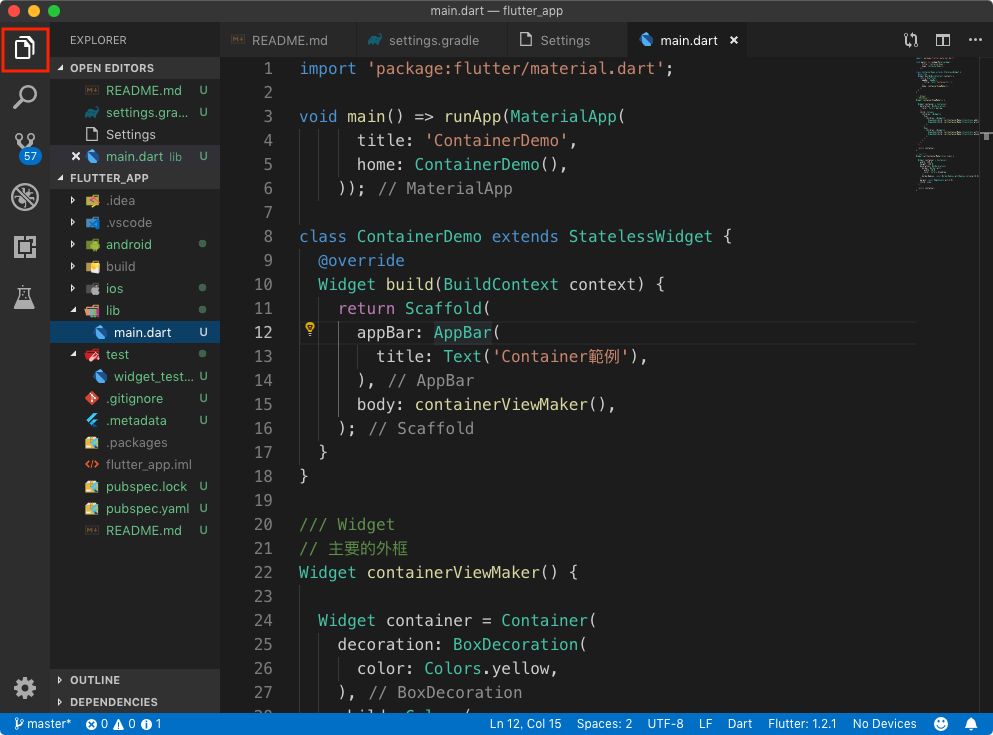 main.dart — flutter_app
EXPLORER
OPEN EDITORS
README.md U
settings.gra... U
Settings
main.dart lib U
FLUTTER_APP
.idea
.vscode
android
build
ios
lib
main.dart U
test
widget_test... U
.gitignore U
.metadata U
.packages
flutter_app.iml
pubspec.lock U
pubspec.yaml U
README.md U
OUTLINE
DEPENDENCIES
57
README.md settings.gradle Settings main.dart
1 import 'package:flutter/material.dart';
2
3 void main() => runApp(MaterialApp(
4 title: 'ContainerDemo',
5 home: ContainerDemo(),
6 )); // MaterialApp
7
8 class ContainerDemo extends StatelessWidget {
9 @override
10 Widget build(BuildContext context) {
11 return Scaffold(
12 appBar: AppBar(
13 title: Text('Container範例'),
14 ), // AppBar
15 body: containerViewMaker(),
16 ); // Scaffold
17 }
18 }
19
20 /// Widget
21 // 主要的外框
22 Widget containerViewMaker() {
23
24 Widget container = Container(
25 decoration: BoxDecoration(
26 color: Colors.yellow,
27 ), // BoxDecoration
master* 0 0 1 Ln 12, Col 15 Spaces: 2 UTF-8 LF Dart Flutter: 1.2.1 No Devices